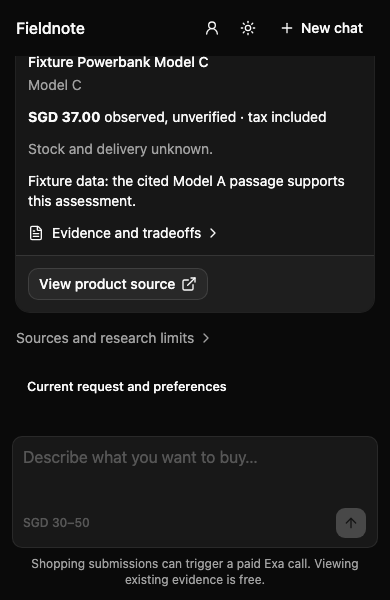 Fieldnote
New chat
Fixture Powerbank Model C
Model C
SGD 37.00 observed, unverified · tax included
Stock and delivery unknown.
Fixture data: the cited Model A passage supports
this assessment.
Evidence and tradeoffs
View product source
Sources and research limits
Current request and preferences
Describe what you want to buy...
SGD 30–50
Shopping submissions can trigger a paid Exa call. Viewing
existing evidence is free.